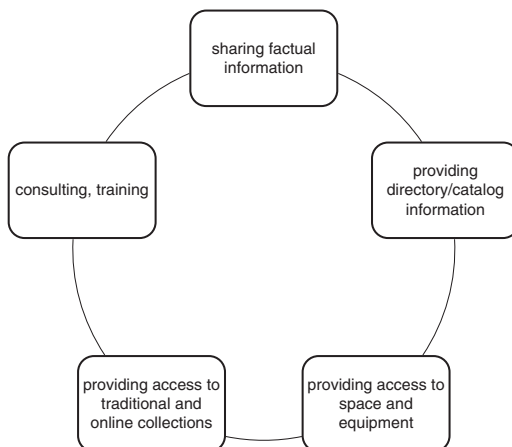 sharing factual
information
providing
directory/catalog
information
providing access to
space and
equipment
providing access to
traditional and
online collections
consulting, training